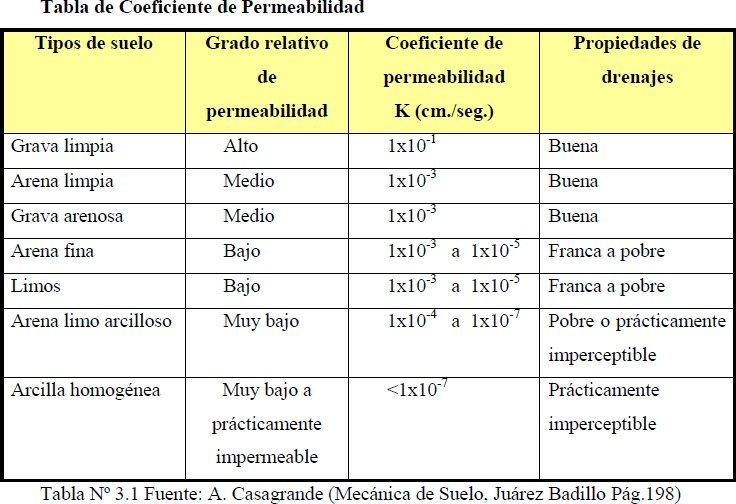 Tabla de Coeficiente de Permeabilidad
Tipos de suelo
Grado relativo
de
permeabilidad
Coeficiente de
permeabilidad
K (cm./seg.)
Propiedades de
drenajes
Grava limpia Alto 1x10⁻¹ Buena
Arena limpia Medio 1x10⁻³ Buena
Grava arenosa Medio 1x10⁻³ Buena
Arena fina Bajo 1x10⁻³ a 1x10⁻⁵ Franca a pobre
Limos Bajo 1x10⁻³ a 1x10⁻⁵ Franca a pobre
Arena limo arcilloso Muy bajo 1x10⁻⁴ a 1x10⁻⁷ Pobre o prácticamente
imperceptible
Arcilla homogénea Muy bajo a <1x10⁻⁷ Prácticamente
prácticamente imperceptible
impermeable
Tabla Nº 3.1 Fuente: A. Casagrande (Mecánica de Suelo, Juárez Badillo Pág.198)